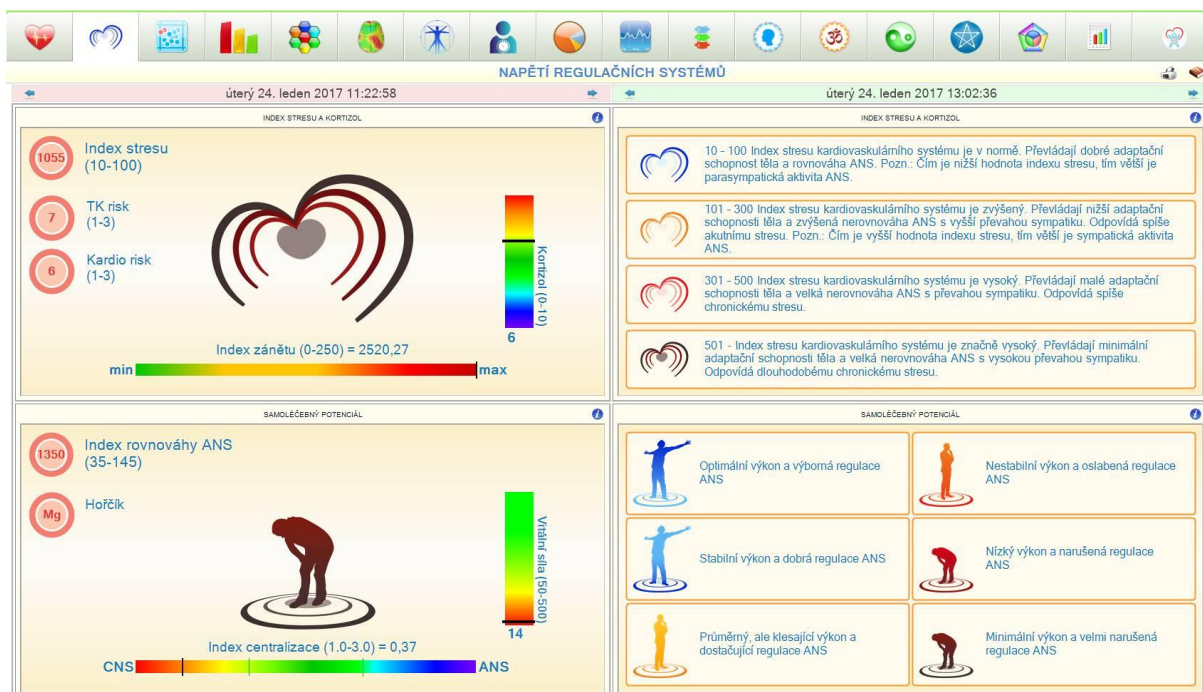 NAPĚTÍ REGULAČNÍCH SYSTÉMŮ
úterý 24. leden 2017 11:22:58
úterý 24. leden 2017 13:02:36
INDEX STRESU A KORTIZOL
1055
Index stresu
(10-100)
7
TK risk
(1-3)
6
Kardio risk
(1-3)
Kortizol (0-10)
6
Index zánětu (0-250) = 2520,27
min
max
INDEX STRESU A KORTIZOL
10 - 100 Index stresu kardiovaskulárního systému je v normě. Převládají dobré adaptační
schopnost těla a rovnováha ANS. Pozn.: Čím je nižší hodnota indexu stresu, tím větší je
parasympatická aktivita ANS.
101 - 300 Index stresu kardiovaskulárního systému je zvýšený. Převládají nižší adaptační
schopnosti těla a zvýšená nerovnováha ANS s vyšší převahou sympatiku. Odpovídá spíše
akutnímu stresu. Pozn.: Čím je vyšší hodnota indexu stresu, tím větší je sympatická aktivita
ANS.
301 - 500 Index stresu kardiovaskulárního systému je vysoký. Převládají malé adaptační
schopnosti těla a velká nerovnováha ANS s převahou sympatiku. Odpovídá spíše
chronickému stresu.
501 - Index stresu kardiovaskulárního systému je značně vysoký. Převládají minimální
adaptační schopnosti těla a velká nerovnováha ANS s vysokou převahou sympatiku.
Odpovídá dlouhodobému chronickému stresu.
SAMOLÉČEBNÝ POTENCIÁL
1350
Index rovnováhy ANS
(35-145)
Mg
Hořčík
Vitální síla (50-500)
14
Index centralizace (1.0-3.0) = 0,37
CNS
ANS
SAMOLÉČEBNÝ POTENCIÁL
Optimální výkon a výborná regulace
ANS
Nestabilní výkon a oslabená regulace
ANS
Stabilní výkon a dobrá regulace ANS
Nízký výkon a narušená regulace
ANS
Průměrný, ale klesající výkon a
dostačující regulace ANS
Minimální výkon a velmi narušená
regulace ANS